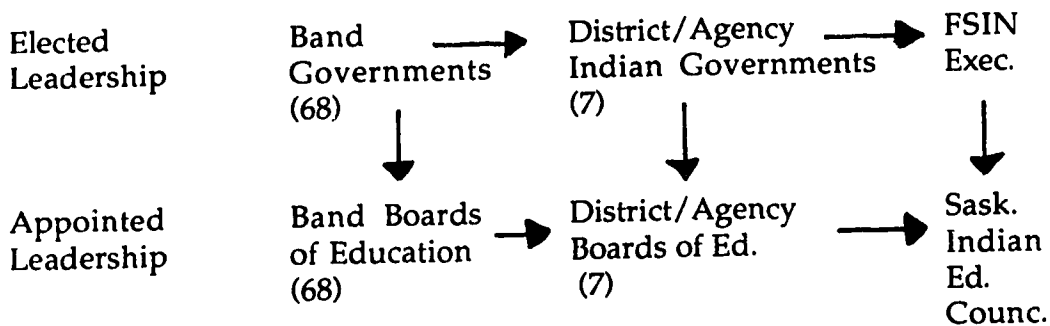 Elected
Leadership
Band
Governments
(68)
District/Agency
Indian Governments
(7)
FSIN
Exec.
Appointed
Leadership
Band Boards
of Education
(68)
District/Agency
Boards of Ed.
(7)
Sask.
Indian
Ed.
Counc.